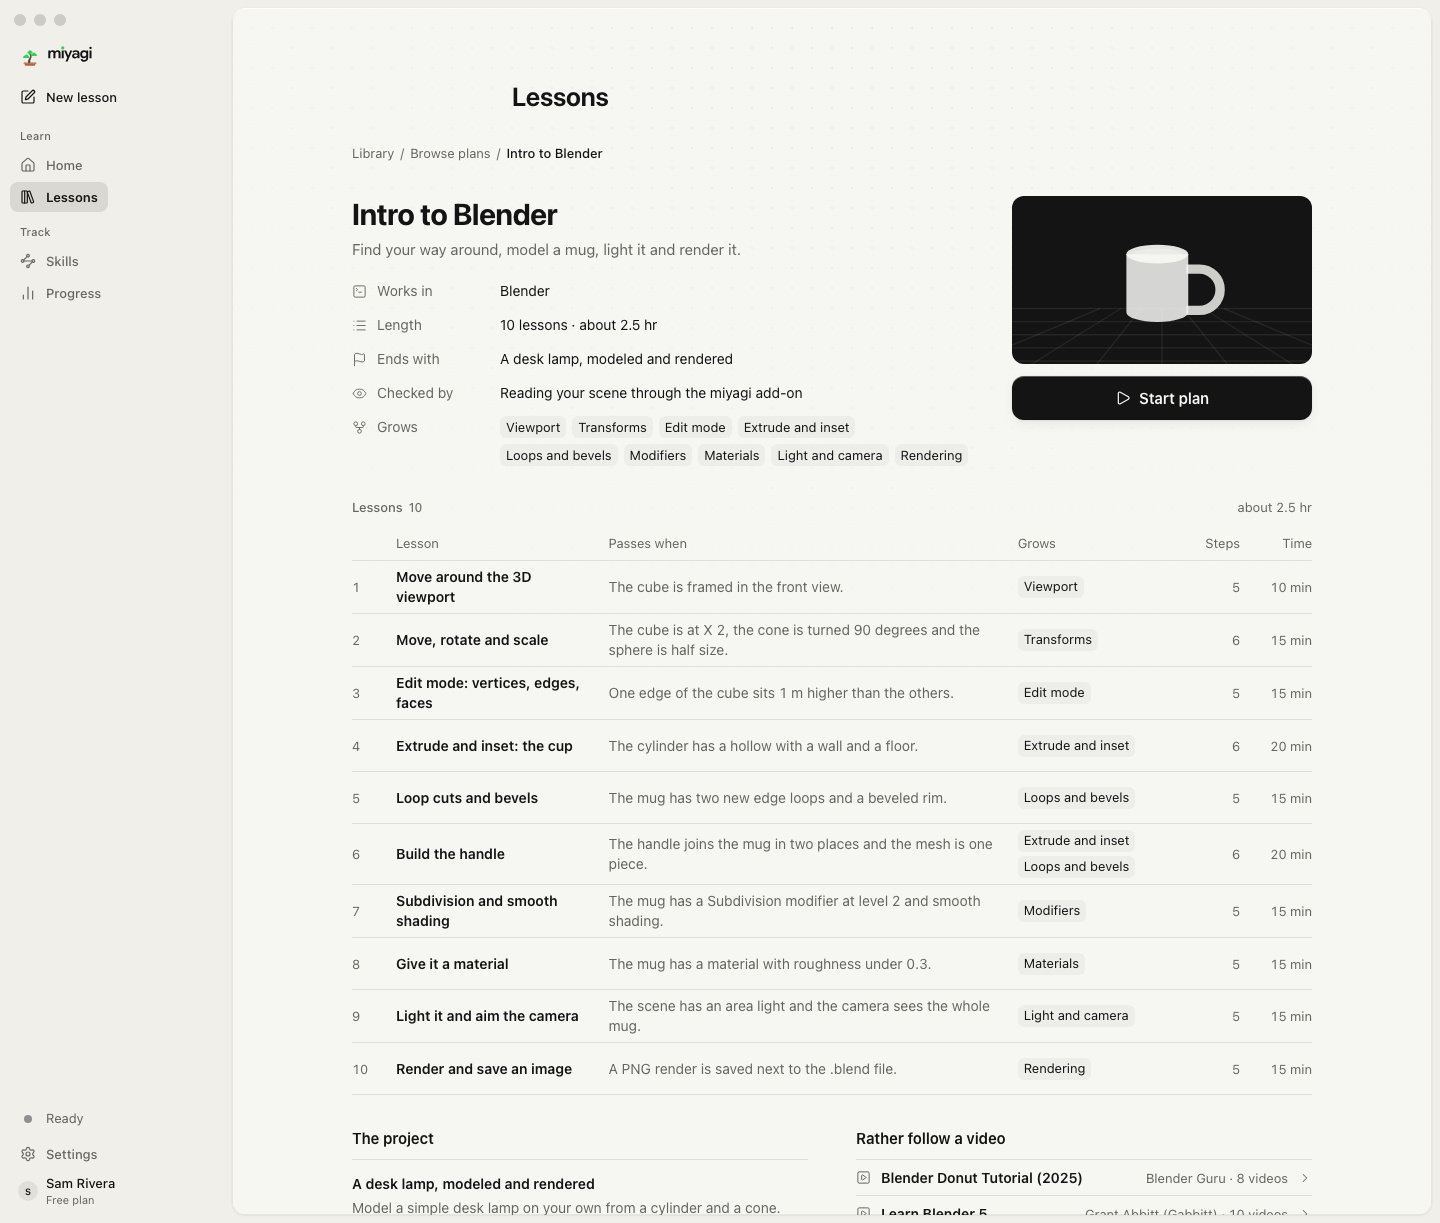 miyagi
New lesson
Learn
Home
Lessons
Track
Skills
Progress
Ready
Settings
S
Sam Rivera
Free plan
Lessons
Library / Browse plans / Intro to Blender
Intro to Blender
Find your way around, model a mug, light it and render it.
Works in Blender
Length 10 lessons · about 2.5 hr
Ends with A desk lamp, modeled and rendered
Checked by Reading your scene through the miyagi add-on
Grows Viewport Transforms Edit mode Extrude and inset
Loops and bevels Modifiers Materials Light and camera Rendering
Start plan
Lessons 10 about 2.5 hr
Lesson Passes when Grows Steps Time
1 Move around the 3D viewport The cube is framed in the front view. Viewport 5 10 min
2 Move, rotate and scale The cube is at X 2, the cone is turned 90 degrees and the sphere is half size. Transforms 6 15 min
3 Edit mode: vertices, edges, faces One edge of the cube sits 1 m higher than the others. Edit mode 5 15 min
4 Extrude and inset: the cup The cylinder has a hollow with a wall and a floor. Extrude and inset 6 20 min
5 Loop cuts and bevels The mug has two new edge loops and a beveled rim. Loops and bevels 5 15 min
6 Build the handle The handle joins the mug in two places and the mesh is one piece. Extrude and inset Loops and bevels 6 20 min
7 Subdivision and smooth shading The mug has a Subdivision modifier at level 2 and smooth shading. Modifiers 5 15 min
8 Give it a material The mug has a material with roughness under 0.3. Materials 5 15 min
9 Light it and aim the camera The scene has an area light and the camera sees the whole mug. Light and camera 5 15 min
10 Render and save an image A PNG render is saved next to the .blend file. Rendering 5 15 min
The project
A desk lamp, modeled and rendered
Model a simple desk lamp on your own from a cylinder and a cone.
Rather follow a video
Blender Donut Tutorial (2025) Blender Guru · 8 videos
Learn Blender 5 Grant Abbitt (Gabbitt) · 10 videos